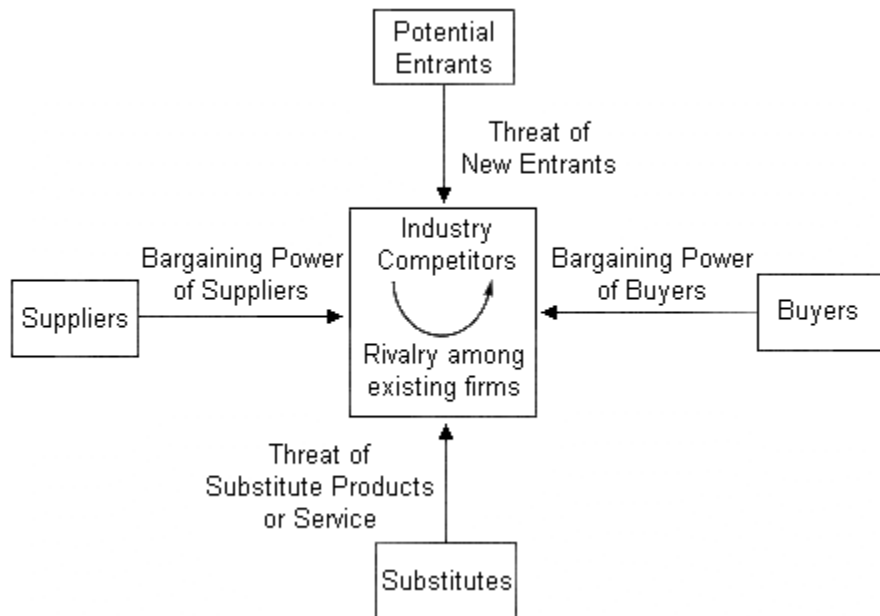 Potential
Entrants
Threat of
New Entrants
Industry
Competitors
Bargaining Power
of Suppliers
Bargaining Power
of Buyers
Suppliers
Buyers
Rivalry among
existing firms
Threat of
Substitute Products
or Service
Substitutes